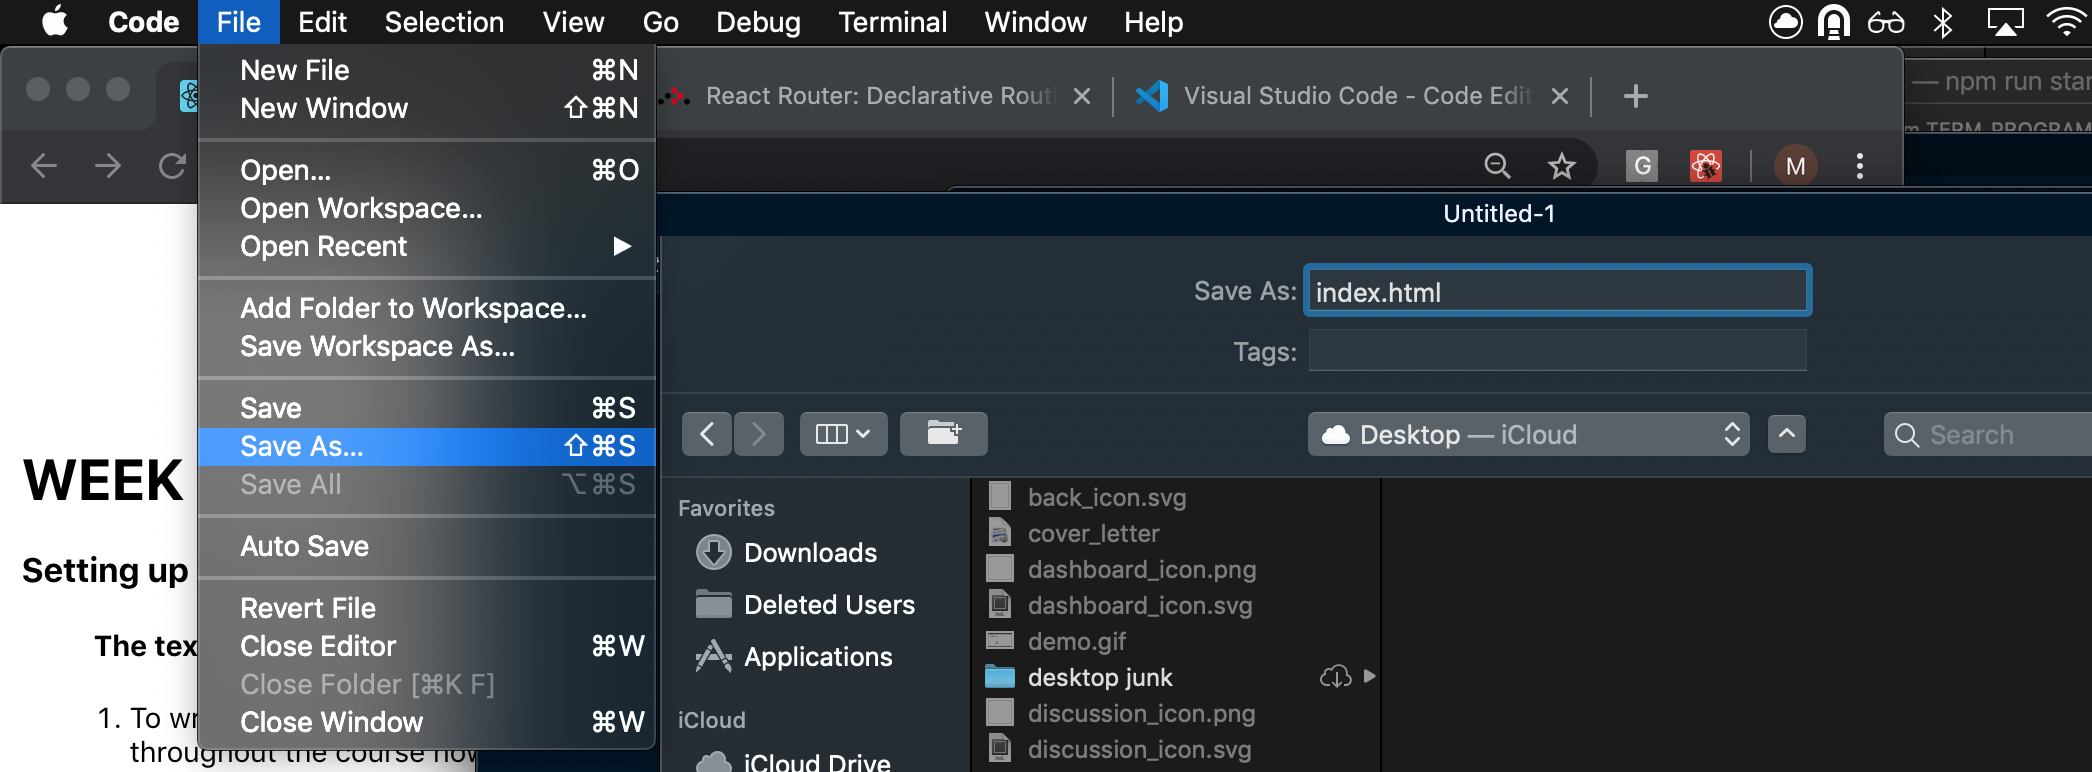 Code File Edit Selection View Go Debug Terminal Window Help
New File ⌘N
New Window ⇧⌘N
Open... ⌘O
Open Workspace...
Open Recent ▶
Add Folder to Workspace...
Save Workspace As...
Save ⌘S
Save As... ⇧⌘S
Save All ⌥⌘S
Auto Save
Revert File
Close Editor ⌘W
Close Folder [⌘K F]
Close Window ⌘W
React Router: Declarative Routi
Visual Studio Code - Code Edit
— npm run star
TERM_PROGRAM
G
M
WEEK
Setting up
The tex
1. To wr
throughout the course how
Untitled-1
Save As: index.html
Tags:
Desktop — iCloud
Search
Favorites
Downloads
Deleted Users
Applications
iCloud
iCloud Drive
back_icon.svg
cover_letter
dashboard_icon.png
dashboard_icon.svg
demo.gif
desktop junk
discussion_icon.png
discussion_icon.svg